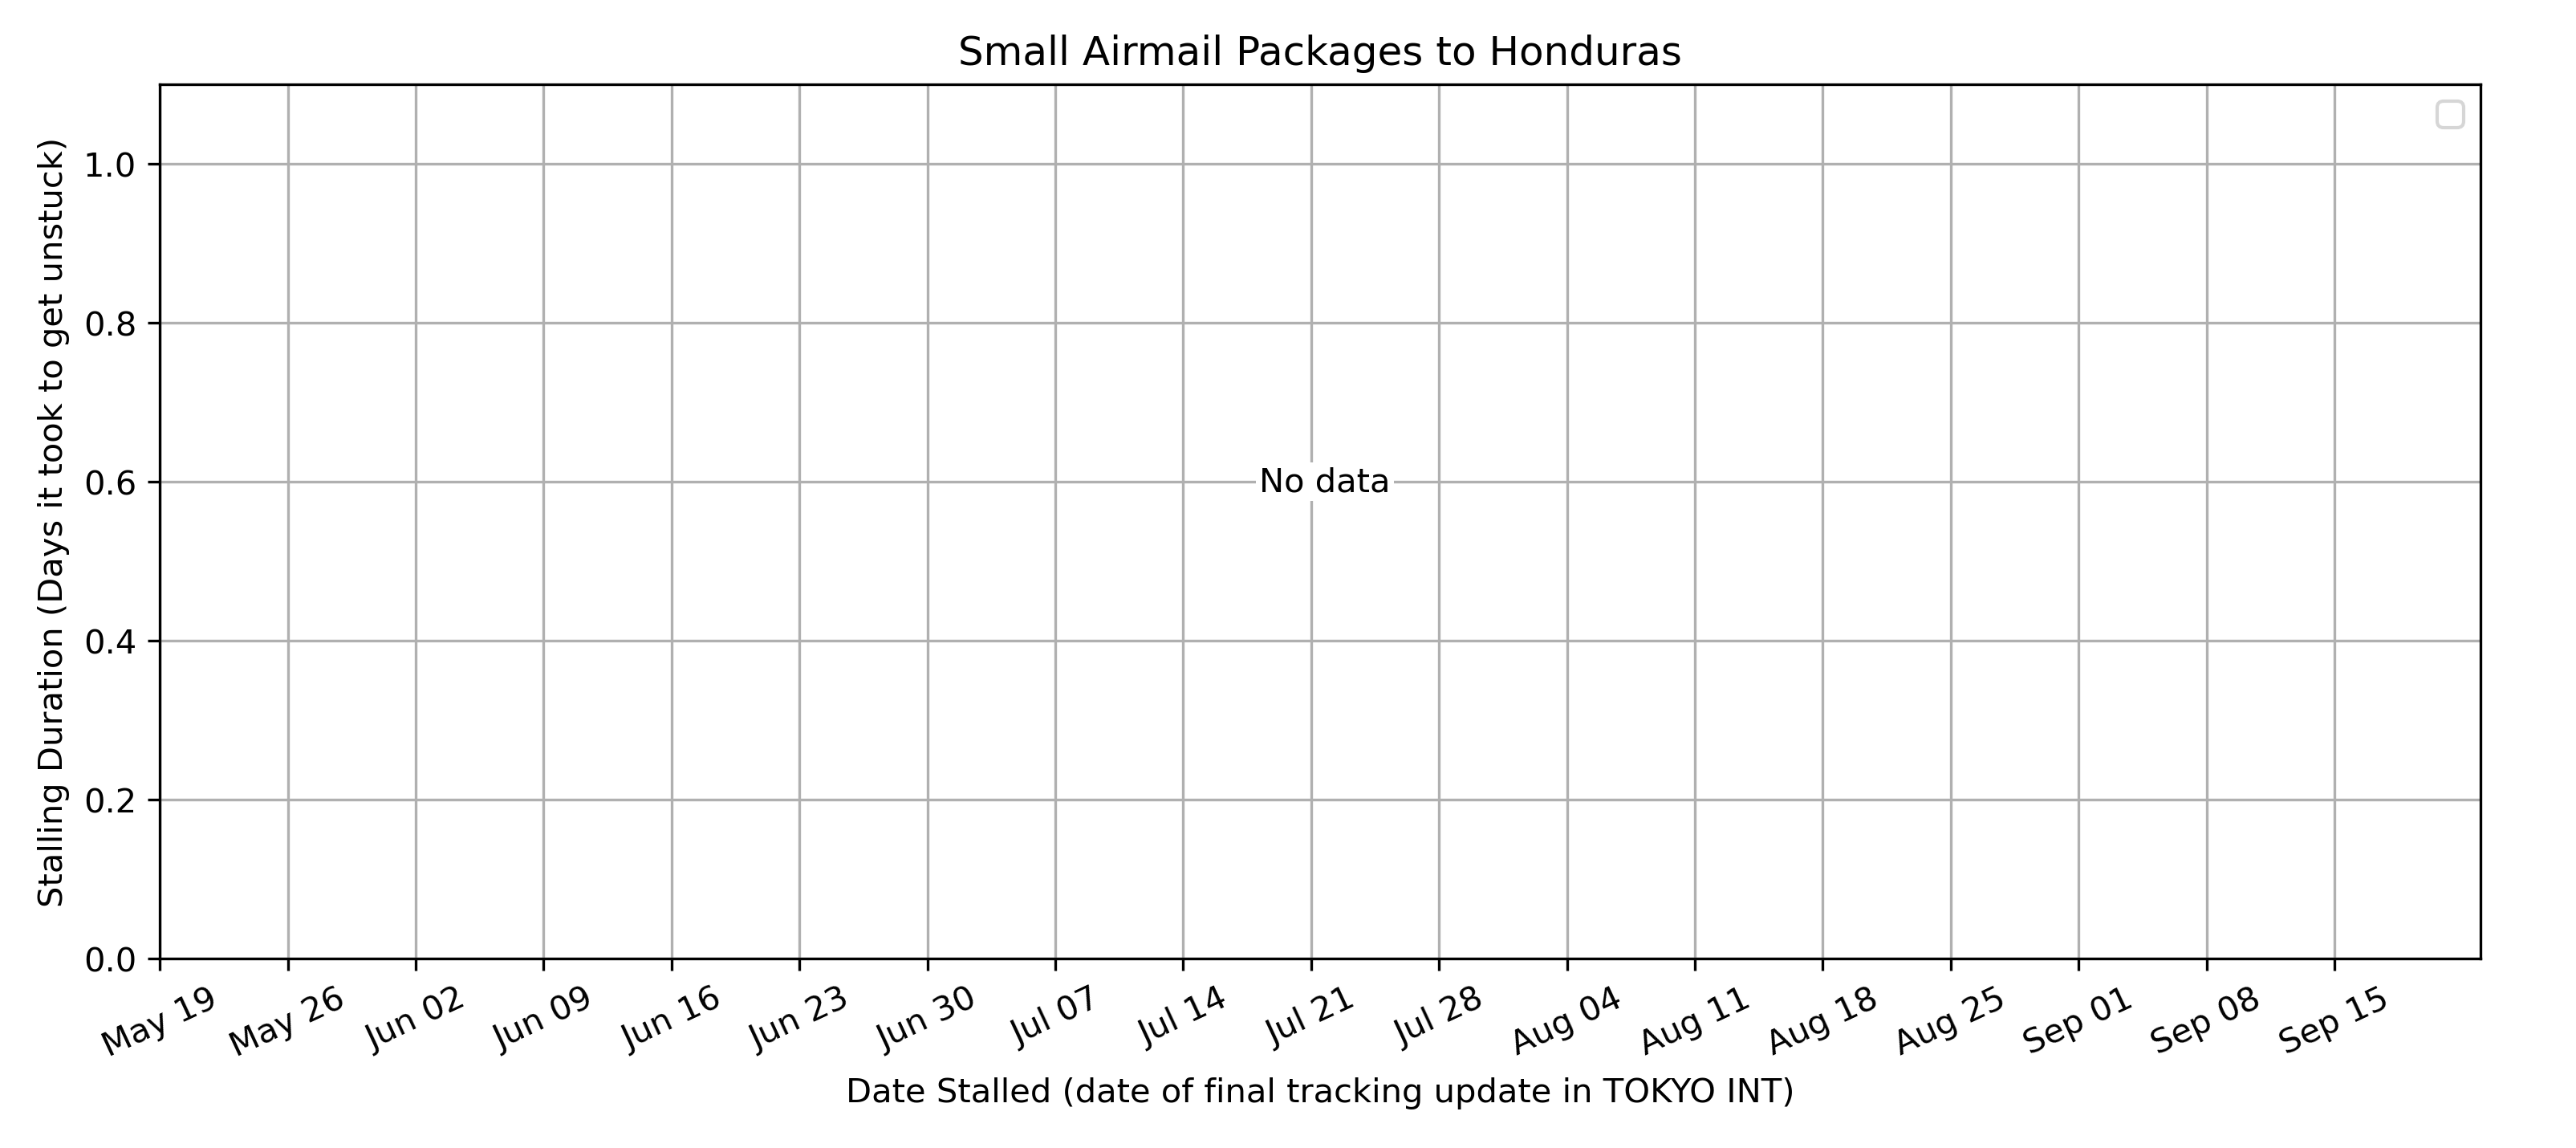 Small Airmail Packages to Honduras
Stalling Duration (Days it took to get unstuck)
1.0
0.8
0.6
0.4
0.2
0.0
No data
May 19 May 26 Jun 02 Jun 09 Jun 16 Jun 23 Jun 30 Jul 07 Jul 14 Jul 21 Jul 28 Aug 04 Aug 11 Aug 18 Aug 25 Sep 01 Sep 08 Sep 15
Date Stalled (date of final tracking update in TOKYO INT)